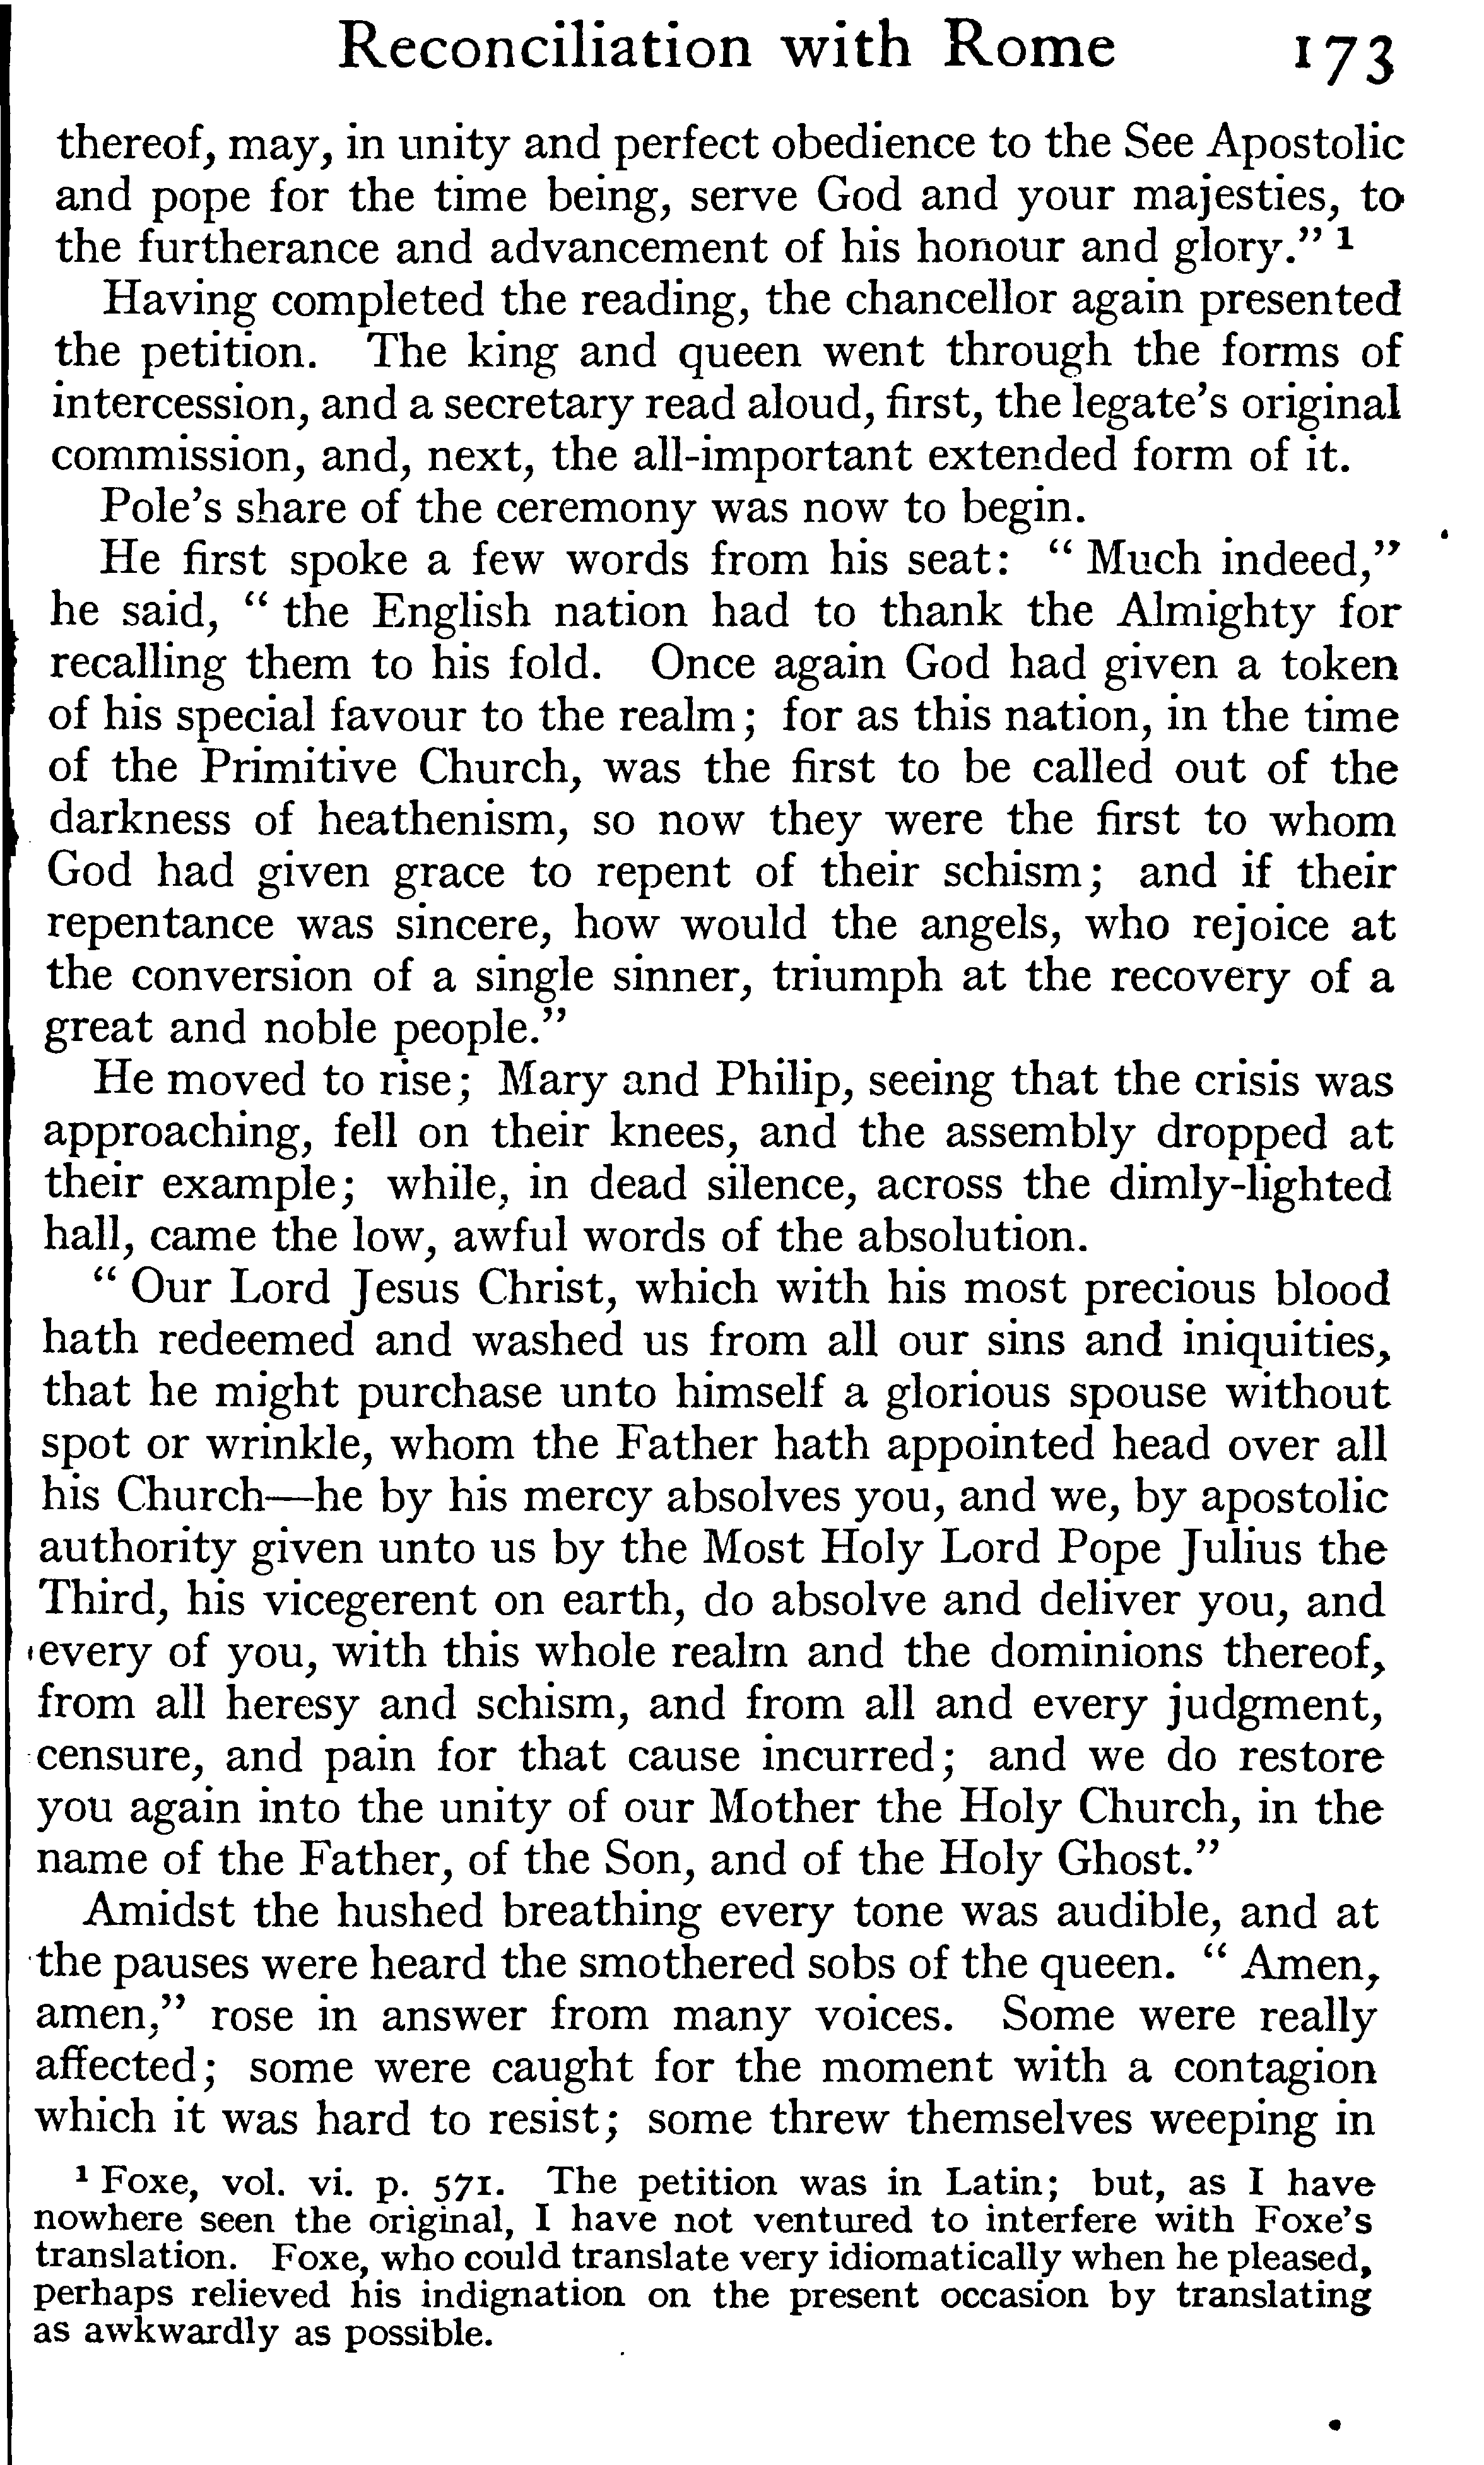 Reconciliation with Rome 173
thereof, may, in unity and perfect obedience to the See Apostolic
and pope for the time being, serve God and your majesties, to
the furtherance and advancement of his honour and glory." ¹
Having completed the reading, the chancellor again presented
the petition. The king and queen went through the forms of
intercession, and a secretary read aloud, first, the legate's original
commission, and, next, the all-important extended form of it.
Pole's share of the ceremony was now to begin.
He first spoke a few words from his seat: " Much indeed,"
he said, " the English nation had to thank the Almighty for
recalling them to his fold. Once again God had given a token
of his special favour to the realm; for as this nation, in the time
of the Primitive Church, was the first to be called out of the
darkness of heathenism, so now they were the first to whom
God had given grace to repent of their schism; and if their
repentance was sincere, how would the angels, who rejoice at
the conversion of a single sinner, triumph at the recovery of a
great and noble people."
He moved to rise; Mary and Philip, seeing that the crisis was
approaching, fell on their knees, and the assembly dropped at
their example; while, in dead silence, across the dimly-lighted
hall, came the low, awful words of the absolution.
" Our Lord Jesus Christ, which with his most precious blood
hath redeemed and washed us from all our sins and iniquities,
that he might purchase unto himself a glorious spouse without
spot or wrinkle, whom the Father hath appointed head over all
his Church—he by his mercy absolves you, and we, by apostolic
authority given unto us by the Most Holy Lord Pope Julius the
Third, his vicegerent on earth, do absolve and deliver you, and
every of you, with this whole realm and the dominions thereof,
from all heresy and schism, and from all and every judgment,
censure, and pain for that cause incurred; and we do restore
you again into the unity of our Mother the Holy Church, in the
name of the Father, of the Son, and of the Holy Ghost."
Amidst the hushed breathing every tone was audible, and at
the pauses were heard the smothered sobs of the queen. " Amen,
amen," rose in answer from many voices. Some were really
affected; some were caught for the moment with a contagion
which it was hard to resist; some threw themselves weeping in
¹ Foxe, vol. vi. p. 571. The petition was in Latin; but, as I have
nowhere seen the original, I have not ventured to interfere with Foxe's
translation. Foxe, who could translate very idiomatically when he pleased,
perhaps relieved his indignation on the present occasion by translating
as awkwardly as possible.